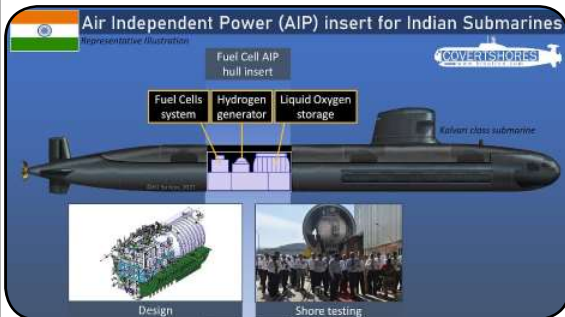 Air Independent Power (AIP) insert for Indian Submarines
Representative Illustration
COVERTSHORES
Fuel Cell AIP
hull insert
Fuel Cells
system
Hydrogen
generator
Liquid Oxygen
storage
Kalvari class submarine
Design
Shore testing